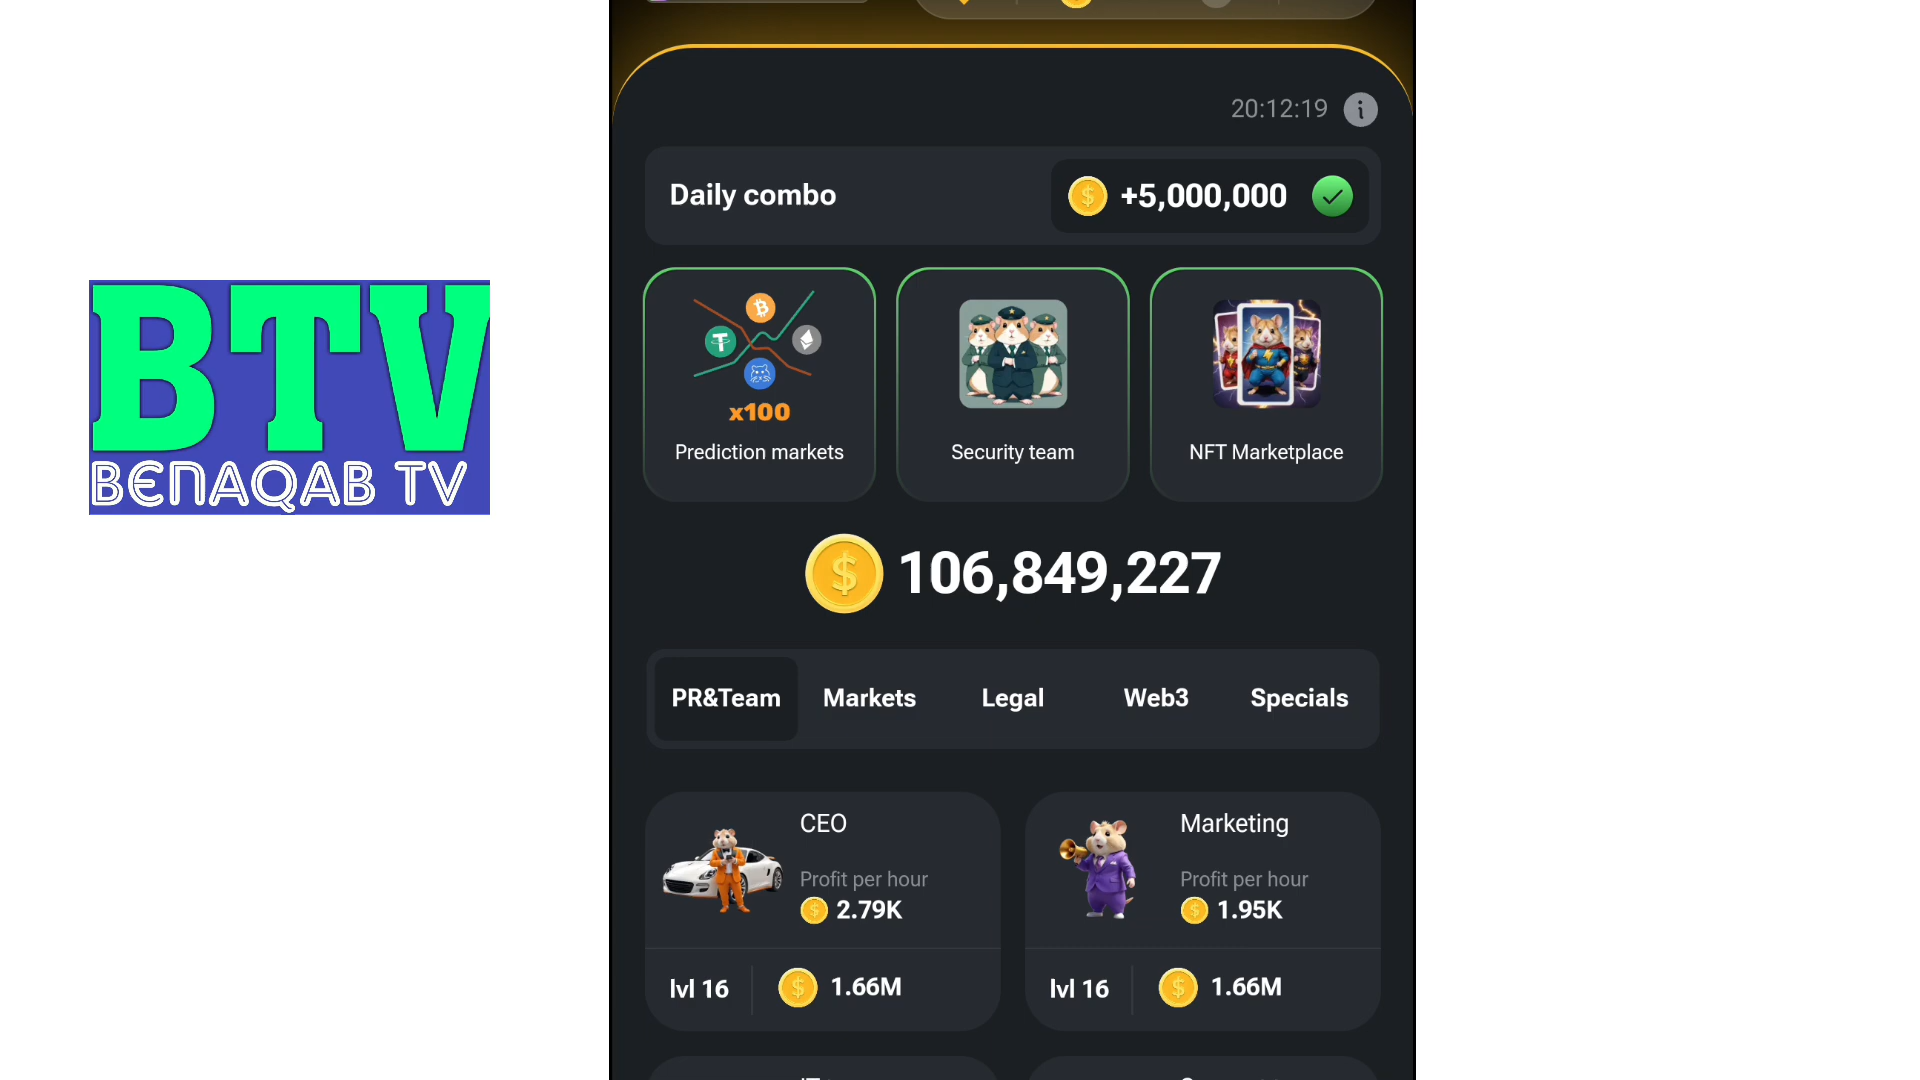 20:12:19
Daily combo
+5,000,000
x100
Prediction markets
Security team
NFT Marketplace
106,849,227
PR&Team
Markets
Legal
Web3
Specials
CEO
Profit per hour
2.79K
lvl 16
1.66M
Marketing
Profit per hour
1.95K
lvl 16
1.66M
BTV
BENAQAB TV